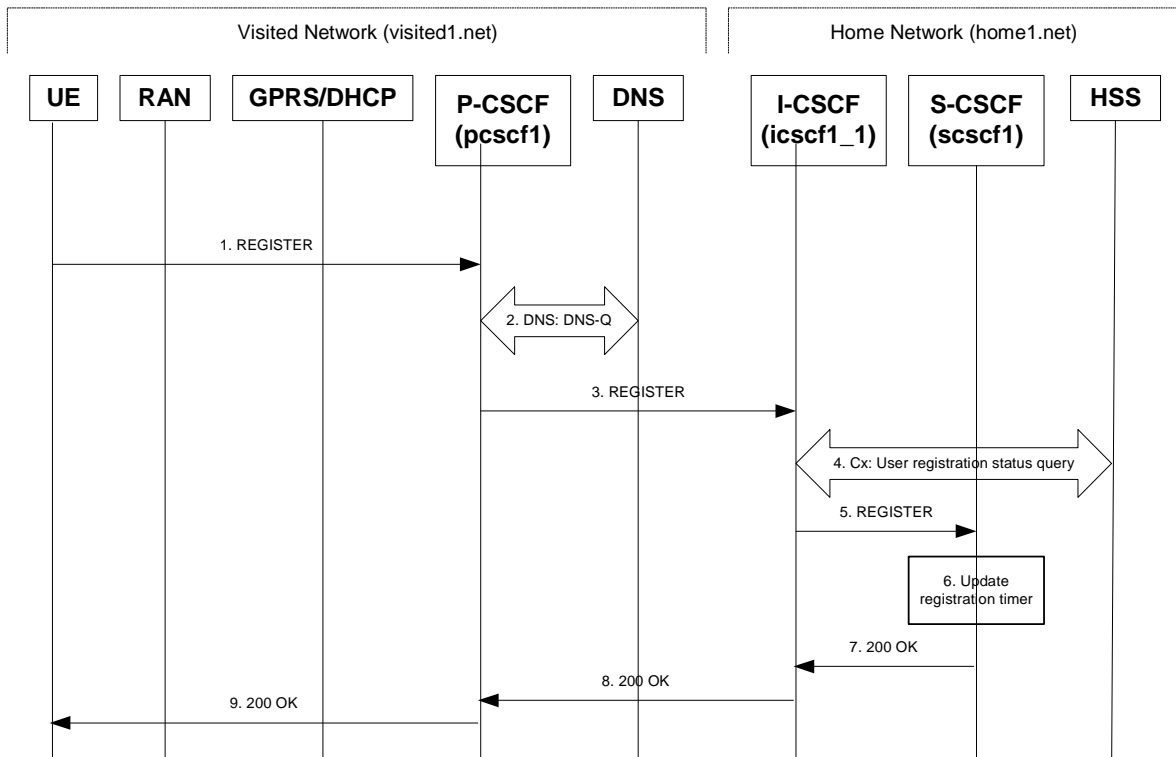 Visited Network (visited1.net)
Home Network (home1.net)
UE
RAN
GPRS/DHCP
P-CSCF
(pcscf1)
DNS
I-CSCF
(icscf1_1)
S-CSCF
(scscf1)
HSS
1. REGISTER
2. DNS: DNS-Q
3. REGISTER
4. Cx: User registration status query
5. REGISTER
6. Update
registration timer
7. 200 OK
8. 200 OK
9. 200 OK